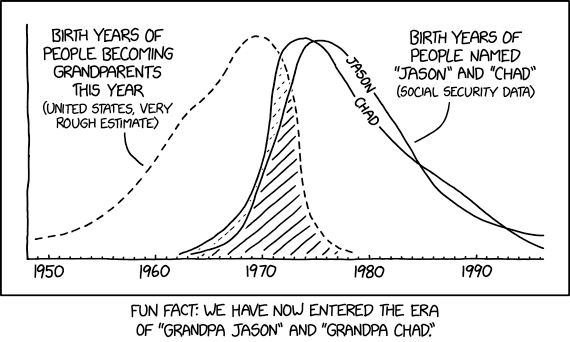 BIRTH YEARS OF
PEOPLE BECOMING
GRANDPARENTS
THIS YEAR
(UNITED STATES, VERY
ROUGH ESTIMATE)
BIRTH YEARS OF
PEOPLE NAMED
"JASON" AND "CHAD"
(SOCIAL SECURITY DATA)
JASON
CHAD
1950 1960 1970 1980 1990
FUN FACT: WE HAVE NOW ENTERED THE ERA
OF "GRANDPA JASON" AND "GRANDPA CHAD."